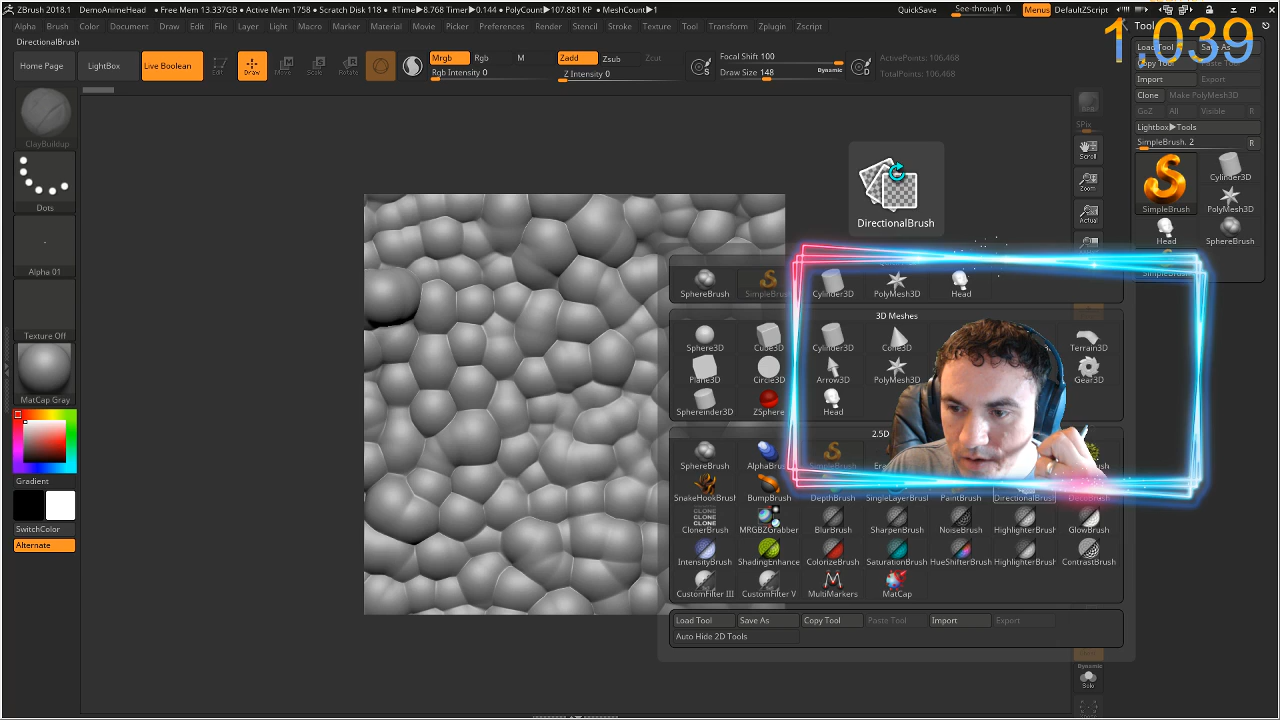 ZBrush 2018.1
DemoAnimeHead
● Free Mem 13.337GB ● Active Mem 1758 ● Scratch Disk 118 ● RTime▶8.768 Timer▶0.144 ● PolyCount▶107.881 KP ● MeshCount▶1
QuickSave
See-through 0
Menus
DefaultZScript
Alpha Brush Color Document Draw Edit File Layer Light Macro Marker Material Movie Picker Preferences Render Stencil Stroke Texture Tool Transform Zplugin Zscript
DirectionalBrush
Home Page
LightBox
Live Boolean
Edit
Draw
Move
Scale
Rotate
Mrgb Rgb M
Rgb Intensity 0
Zadd Zsub Zcut
Z Intensity 0
Focal Shift 100
Draw Size 148
Dynamic
ActivePoints: 106,468
TotalPoints: 106,468
ClayBuildup
Dots
Alpha 01
Texture Off
MatCap Gray
Gradient
SwitchColor
Alternate
DirectionalBrush
SphereBrush SimpleBrush Cylinder3D PolyMesh3D Head
3D Meshes
Sphere3D Cube3D Cylinder3D Cone3D Terrain3D
Plane3D Circle3D Arrow3D PolyMesh3D Gear3D
Sphereinder3D ZSphere Head
SphereBrush AlphaBrush SimpleBrush
SnakeHookBrush BumpBrush DepthBrush SingleLayerBrush PaintBrush DirectionalBrush DecoBrush
CLONE
CLONE
CLONE
ClonerBrush MRGBZGrabber BlurBrush SharpenBrush NoiseBrush HighlighterBrush GlowBrush
IntensityBrush ShadingEnhance ColorizeBrush SaturationBrush HueShifterBrush HighlighterBrush ContrastBrush
CustomFilter III CustomFilter V MultiMarkers MatCap
Load Tool Save As Copy Tool Paste Tool Import Export
Auto Hide 2D Tools
SPix
Scroll
Zoom
Actual
Dynamic
Solo
1.039
Tool
Load Tool Save As
Copy Tool Paste Tool
Import Export
Clone Make PolyMesh3D
GoZ All Visible R
Lightbox▶Tools
SimpleBrush. 2 R
SimpleBrush
Cylinder3D
PolyMesh3D
Head
SphereBrush
SimpleBrush